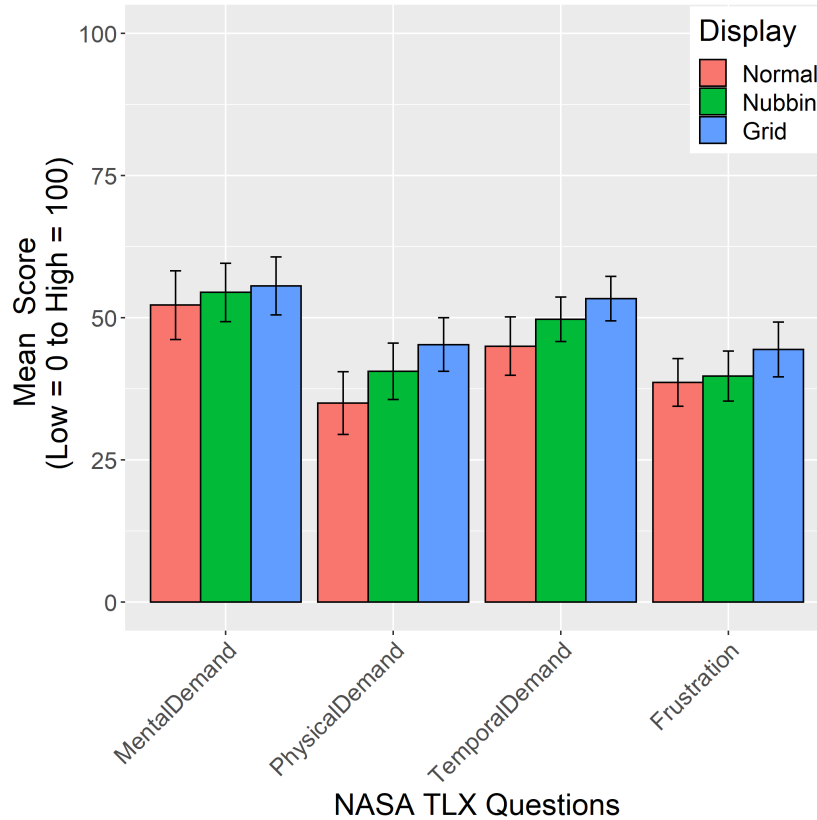 Display
Normal
Nubbin
Grid
100
75
50
25
0
Mean Score
(Low = 0 to High = 100)
MentalDemand
PhysicalDemand
TemporalDemand
Frustration
NASA TLX Questions